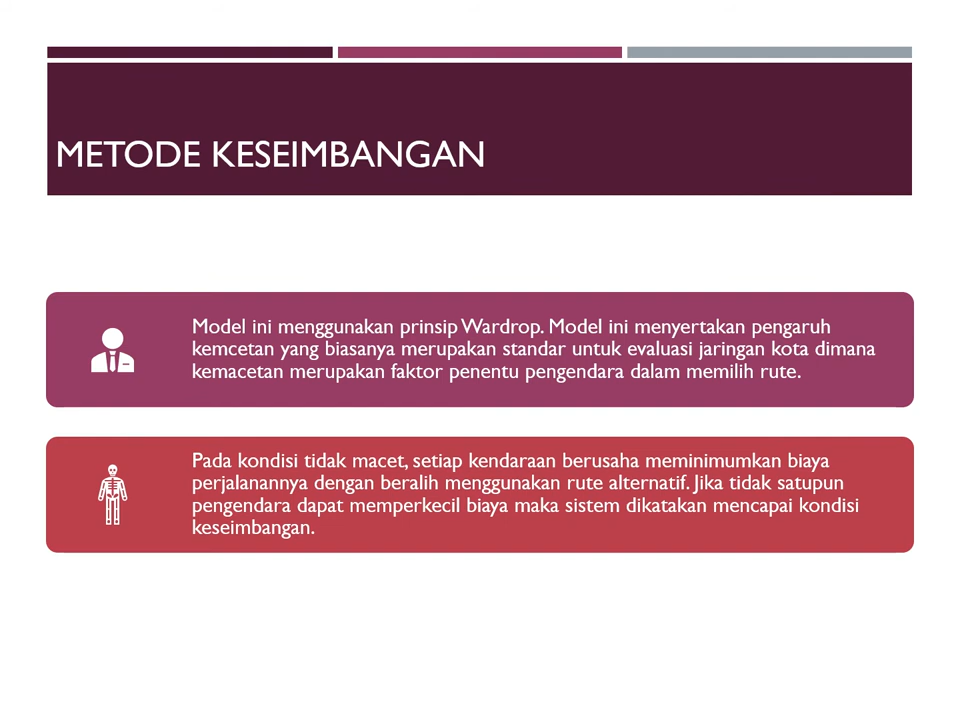 METODE KESEIMBANGAN
Model ini menggunakan prinsip Wardrop. Model ini menyertakan pengaruh
kemcetan yang biasanya merupakan standar untuk evaluasi jaringan kota dimana
kemacetan merupakan faktor penentu pengendara dalam memilih rute.
Pada kondisi tidak macet, setiap kendaraan berusaha meminimumkan biaya
perjalanannya dengan beralih menggunakan rute alternatif. Jika tidak satupun
pengendara dapat memperkecil biaya maka sistem dikatakan mencapai kondisi
keseimbangan.